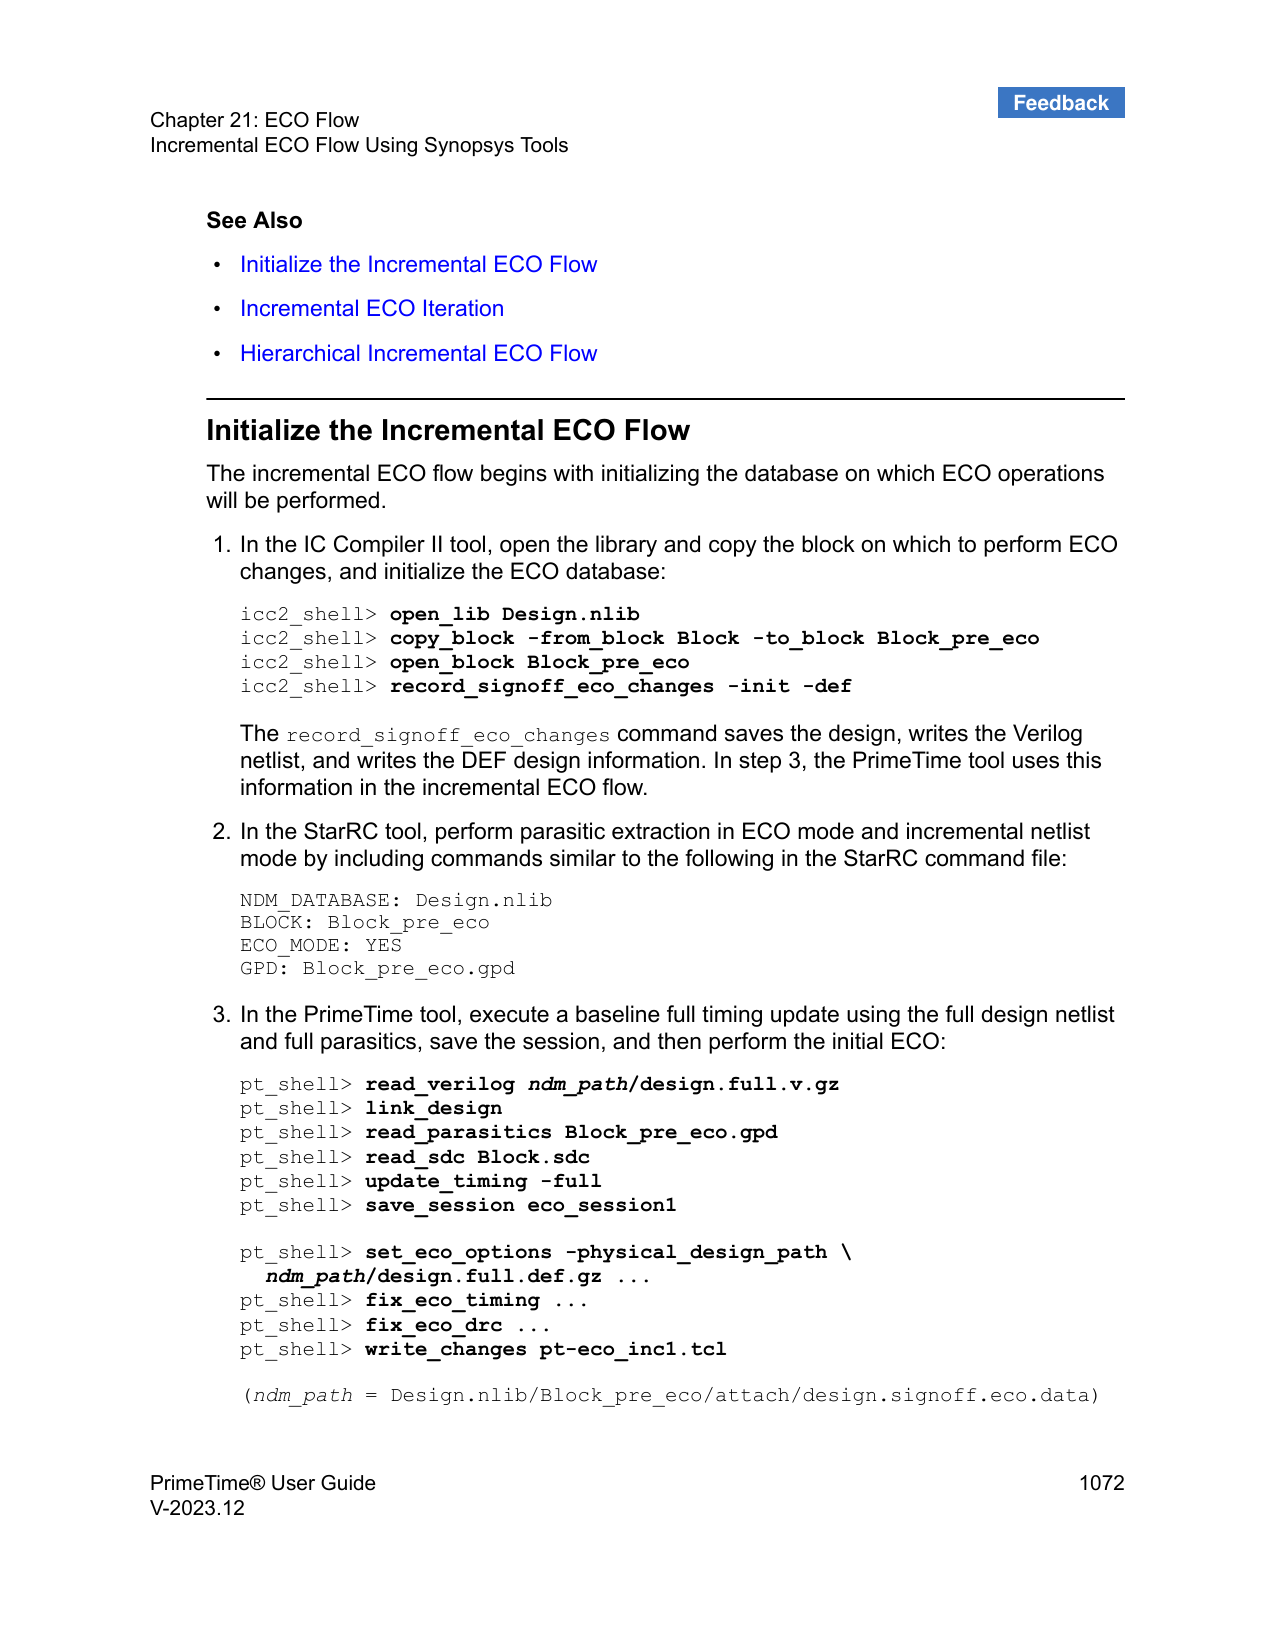 Feedback
Chapter 21: ECO Flow
Incremental ECO Flow Using Synopsys Tools
See Also
• Initialize the Incremental ECO Flow
• Incremental ECO Iteration
• Hierarchical Incremental ECO Flow
Initialize the Incremental ECO Flow
The incremental ECO flow begins with initializing the database on which ECO operations
will be performed.
1. In the IC Compiler II tool, open the library and copy the block on which to perform ECO
changes, and initialize the ECO database:
icc2_shell> open_lib Design.nlib
icc2_shell> copy_block -from_block Block -to_block Block_pre_eco
icc2_shell> open_block Block_pre_eco
icc2_shell> record_signoff_eco_changes -init -def
The record_signoff_eco_changes command saves the design, writes the Verilog
netlist, and writes the DEF design information. In step 3, the PrimeTime tool uses this
information in the incremental ECO flow.
2. In the StarRC tool, perform parasitic extraction in ECO mode and incremental netlist
mode by including commands similar to the following in the StarRC command file:
NDM_DATABASE: Design.nlib
BLOCK: Block_pre_eco
ECO_MODE: YES
GPD: Block_pre_eco.gpd
3. In the PrimeTime tool, execute a baseline full timing update using the full design netlist
and full parasitics, save the session, and then perform the initial ECO:
pt_shell> read_verilog ndm_path/design.full.v.gz
pt_shell> link_design
pt_shell> read_parasitics Block_pre_eco.gpd
pt_shell> read_sdc Block.sdc
pt_shell> update_timing -full
pt_shell> save_session eco_session1
pt_shell> set_eco_options -physical_design_path \
ndm_path/design.full.def.gz ...
pt_shell> fix_eco_timing ...
pt_shell> fix_eco_drc ...
pt_shell> write_changes pt-eco_inc1.tcl
(ndm_path = Design.nlib/Block_pre_eco/attach/design.signoff.eco.data)
PrimeTime® User Guide 1072
V-2023.12